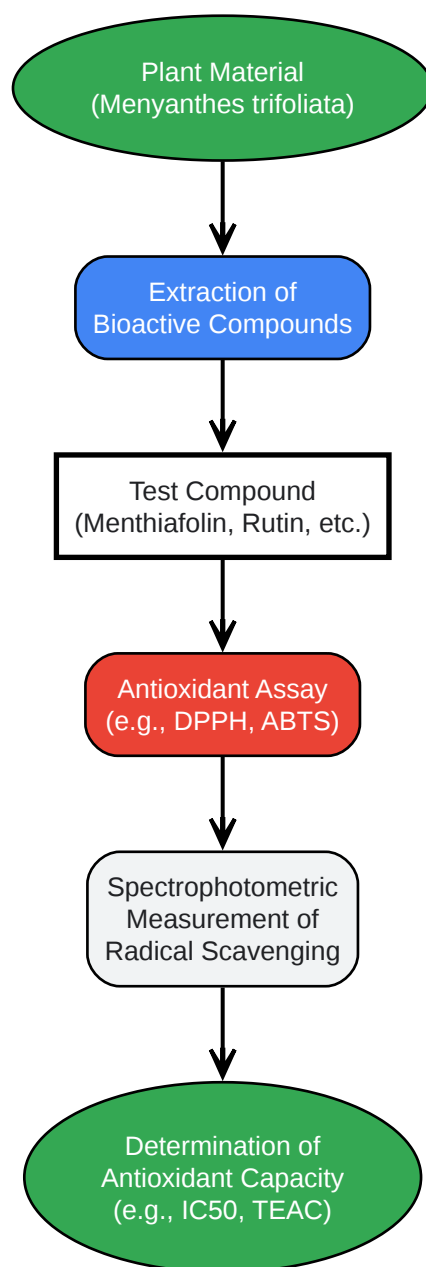 Plant Material
(Menyanthes trifoliata)
Extraction of
Bioactive Compounds
Test Compound
(Menthiafolin, Rutin, etc.)
Antioxidant Assay
(e.g., DPPH, ABTS)
Spectrophotometric
Measurement of
Radical Scavenging
Determination of
Antioxidant Capacity
(e.g., IC50, TEAC)